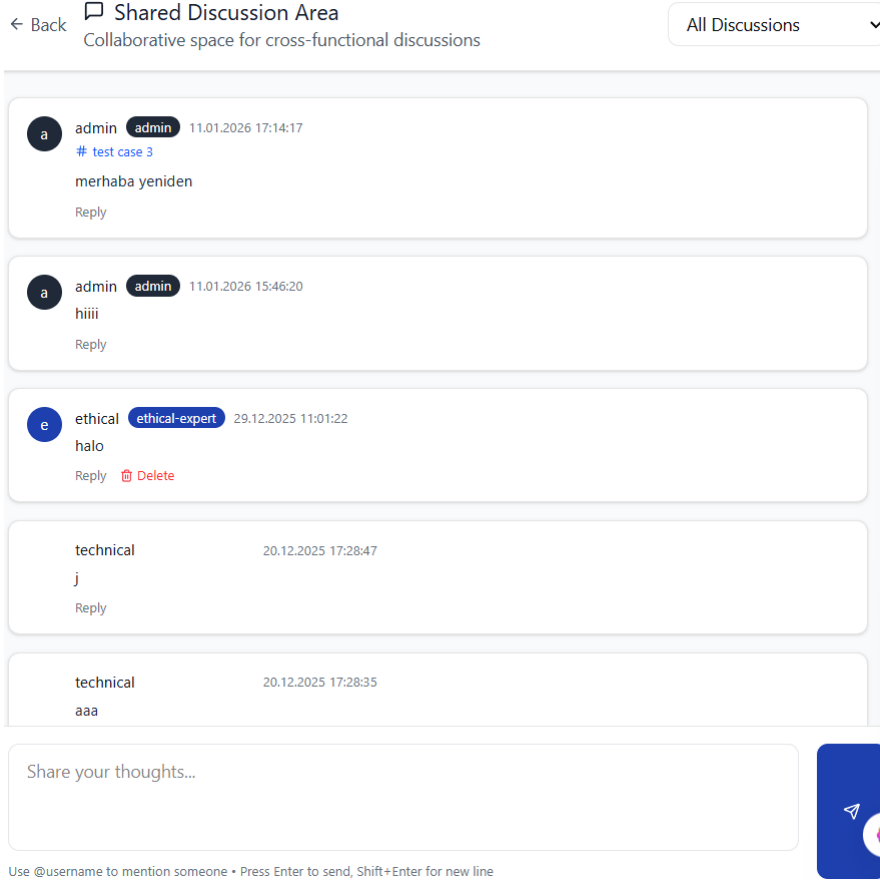 ← Back
Shared Discussion Area
Collaborative space for cross-functional discussions
All Discussions
a
admin admin 11.01.2026 17:14:17
# test case 3
merhaba yeniden
Reply
a
admin admin 11.01.2026 15:46:20
hiiii
Reply
e
ethical ethical-expert 29.12.2025 11:01:22
halo
Reply Delete
technical 20.12.2025 17:28:47
j
Reply
technical 20.12.2025 17:28:35
aaa
Share your thoughts...
Use @username to mention someone • Press Enter to send, Shift+Enter for new line